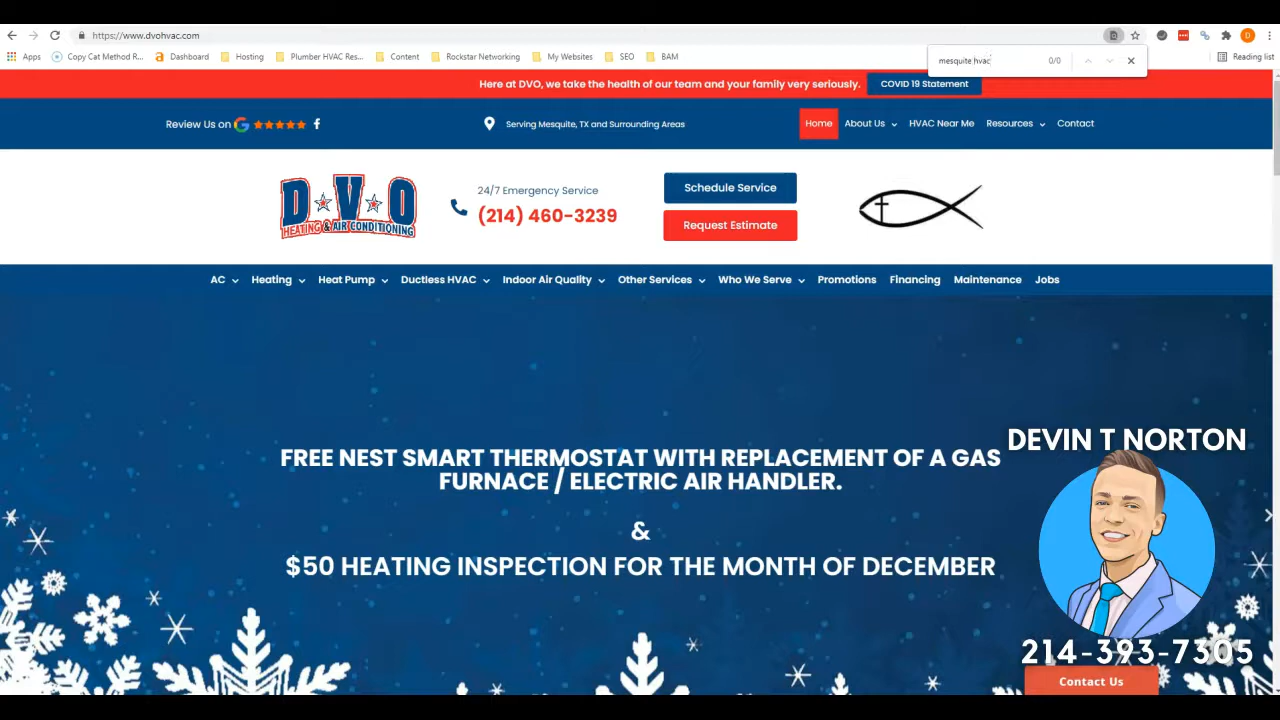 https://www.dvohvac.com
Apps
Copy Cat Method R...
Dashboard
Hosting
Plumber HVAC Res...
Content
Rockstar Networking
My Websites
SEO
BAM
Reading list
mesquite hvac
0/0
D
Here at DVO, we take the health of our team and your family very seriously.
COVID 19 Statement
Review Us on
Serving Mesquite, TX and Surrounding Areas
Home
About Us
HVAC Near Me
Resources
Contact
DVO
HEATING & AIR CONDITIONING
24/7 Emergency Service
(214) 460-3239
Schedule Service
Request Estimate
AC
Heating
Heat Pump
Ductless HVAC
Indoor Air Quality
Other Services
Who We Serve
Promotions
Financing
Maintenance
Jobs
FREE NEST SMART THERMOSTAT WITH REPLACEMENT OF A GAS
FURNACE / ELECTRIC AIR HANDLER.
&
$50 HEATING INSPECTION FOR THE MONTH OF DECEMBER
DEVIN T NORTON
214-393-7305
Contact Us